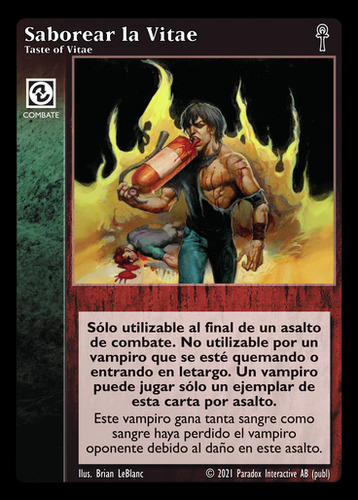 Saborear la Vitae
Taste of Vitae
COMBATE
Sólo utilizable al final de un asalto
de combate. No utilizable por un
vampiro que se esté quemando o
entrando en letargo. Un vampiro
puede jugar sólo un ejemplar de
esta carta por asalto.
Este vampiro gana tanta sangre como
sangre haya perdido el vampiro
oponente debido al daño en este asalto.
Ilus. Brian LeBlanc © 2021 Paradox Interactive AB (publ)